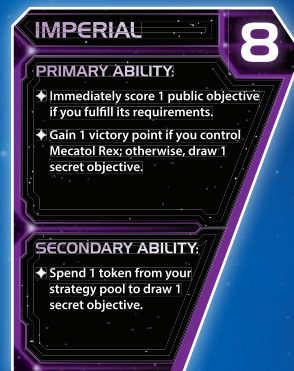 IMPERIAL
8
PRIMARY ABILITY:
Immediately score 1 public objective
if you fulfill its requirements.
Gain 1 victory point if you control
Mecatol Rex; otherwise, draw 1
secret objective.
SECONDARY ABILITY:
Spend 1 token from your
strategy pool to draw 1
secret objective.